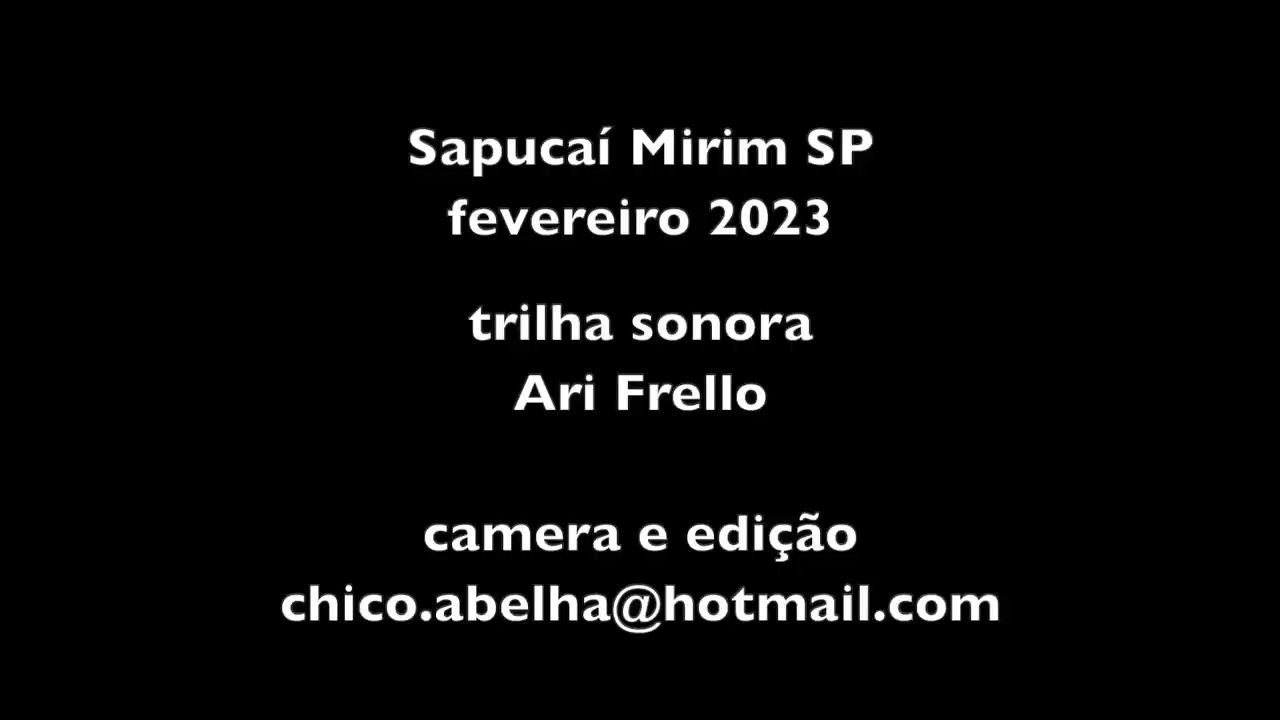 Sapucaí Mirim SP
fevereiro 2023
trilha sonora
Ari Frello
camera e edição
chico.abelha@hotmail.com